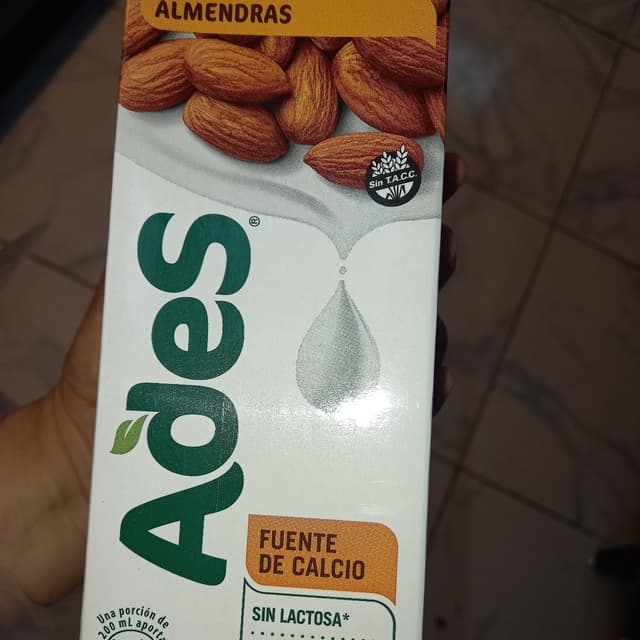 ALMENDRAS
Sin T.A.C.C.
AdeS®
FUENTE
DE CALCIO
SIN LACTOSA*
Una porción de
200 mL aporta